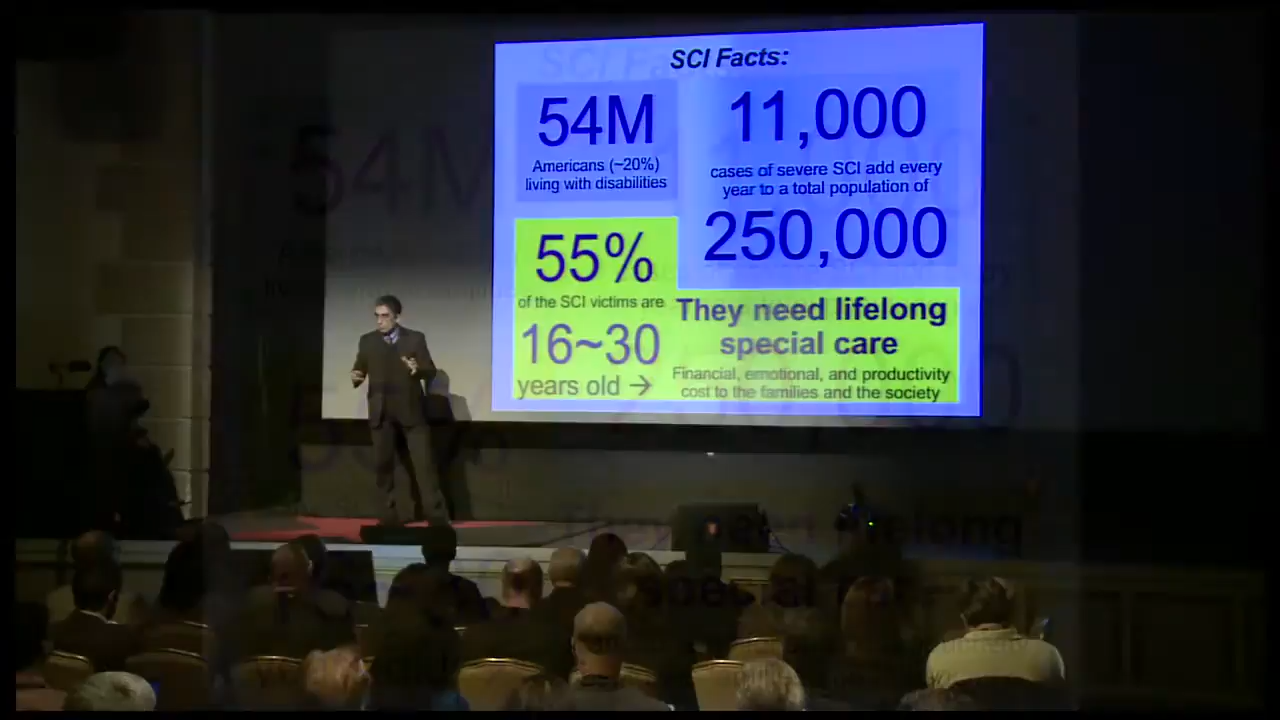 SCI Facts:
54M
Americans (~20%)
living with disabilities
11,000
cases of severe SCI add every
year to a total population of
250,000
55%
of the SCI victims are
16~30
years old →
They need lifelong
special care
Financial, emotional, and productivity
cost to the families and the society